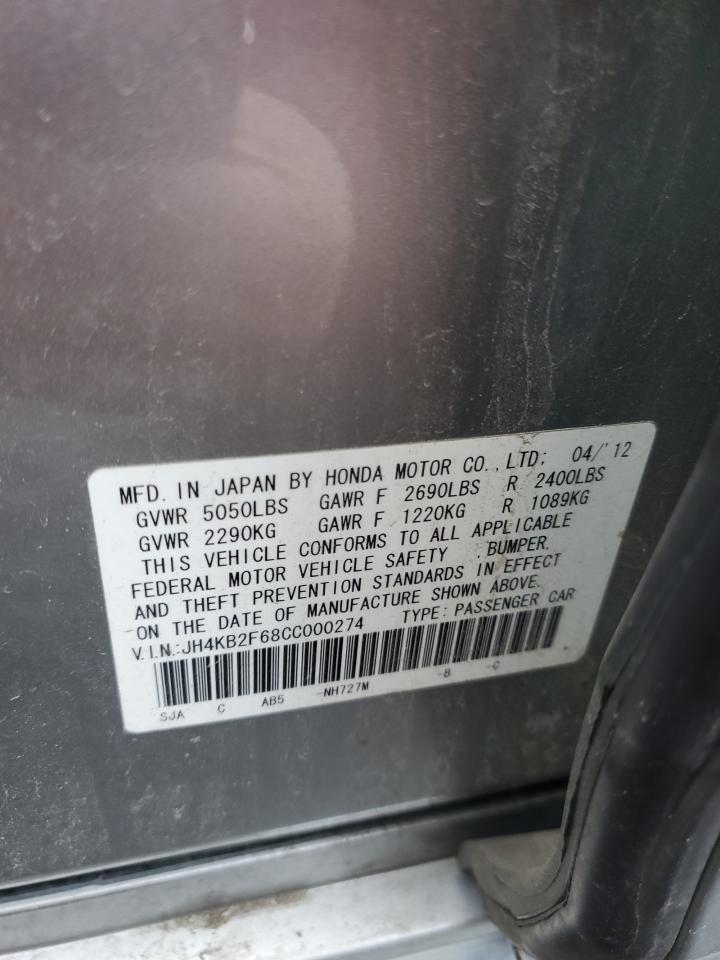 MFD. IN JAPAN BY HONDA MOTOR CO., LTD; 04/'12
GVWR 5050LBS GAWR F 2690LBS R 2400LBS
GVWR 2290KG GAWR F 1220KG R 1089KG
THIS VEHICLE CONFORMS TO ALL APPLICABLE
FEDERAL MOTOR VEHICLE SAFETY , BUMPER,
AND THEFT PREVENTION STANDARDS IN EFFECT
ON THE DATE OF MANUFACTURE SHOWN ABOVE.
V.I.N.:JH4KB2F68CC000274 TYPE: PASSENGER CAR
SJA C AB5 -NH727M -B -C